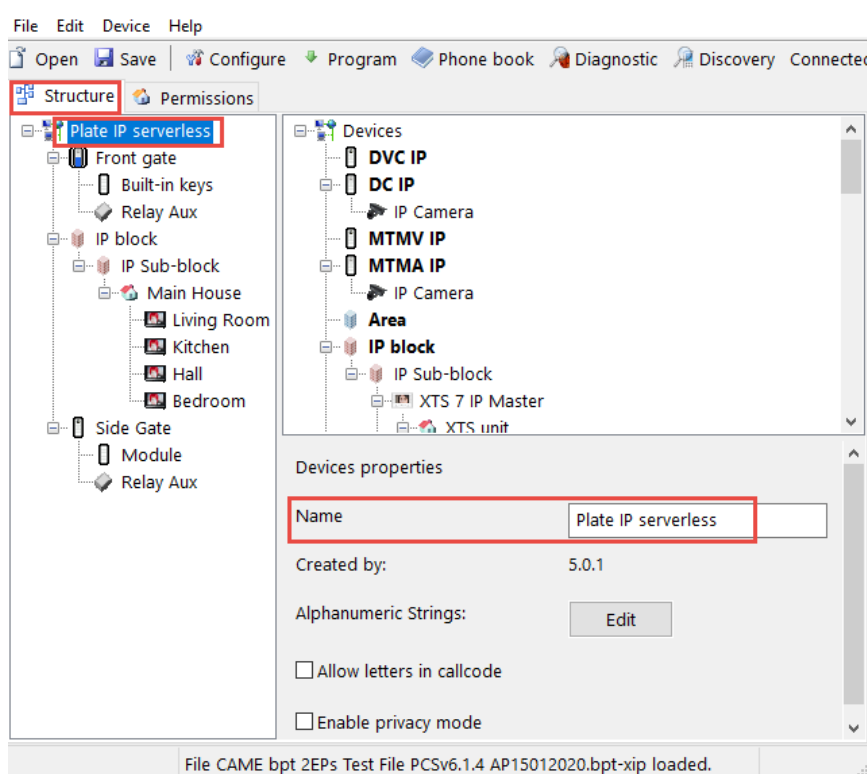 File Edit Device Help
Open Save Configure Program Phone book Diagnostic Discovery Connected
Structure Permissions
Plate IP serverless
Front gate
Built-in keys
Relay Aux
IP block
IP Sub-block
Main House
Living Room
Kitchen
Hall
Bedroom
Side Gate
Module
Relay Aux
Devices
DVC IP
DC IP
IP Camera
MTMV IP
MTMA IP
IP Camera
Area
IP block
IP Sub-block
XTS 7 IP Master
XTS unit
Devices properties
Name Plate IP serverless
Created by: 5.0.1
Alphanumeric Strings: Edit
Allow letters in callcode
Enable privacy mode
File CAME bpt 2EPs Test File PCSv6.1.4 AP15012020.bpt-xip loaded.